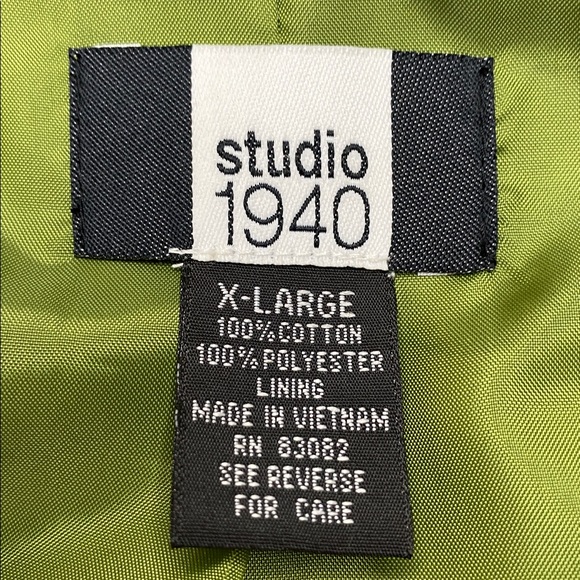 studio
1940
X-LARGE
100% COTTON
100% POLYESTER
LINING
MADE IN VIETNAM
RN 83082
SEE REVERSE
FOR CARE